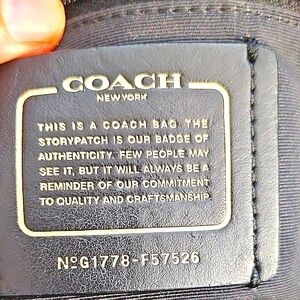 COACH
NEW YORK
THIS IS A COACH BAG. THE
STORYPATCH IS OUR BADGE OF
AUTHENTICITY. FEW PEOPLE MAY
SEE IT, BUT IT WILL ALWAYS BE A
REMINDER OF OUR COMMITMENT
TO QUALITY AND CRAFTSMANSHIP
NºG1778-F57526